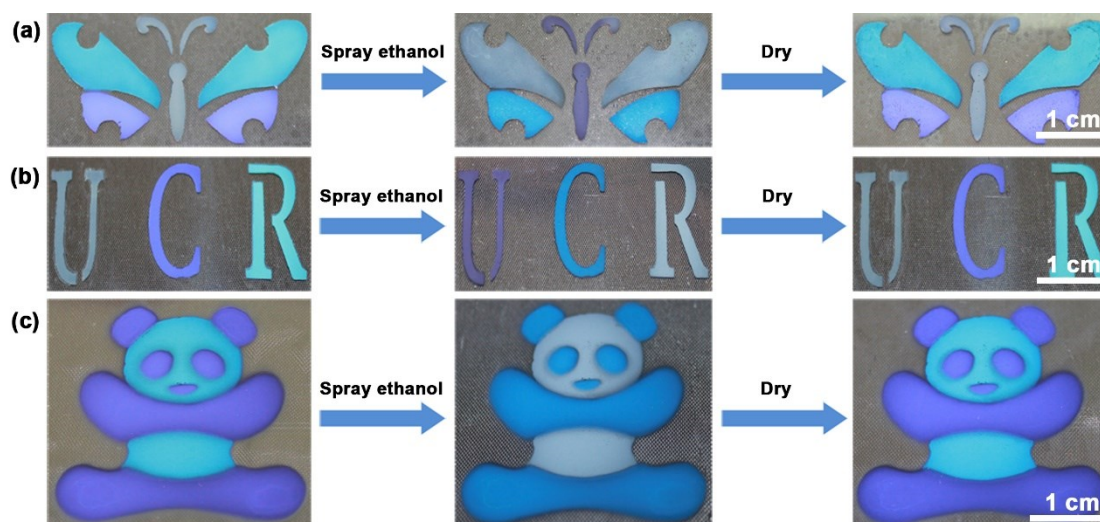 (a)
Spray ethanol
Dry
1 cm
(b)
U C R
Spray ethanol
U C R
Dry
U C R
1 cm
(c)
Spray ethanol
Dry
1 cm